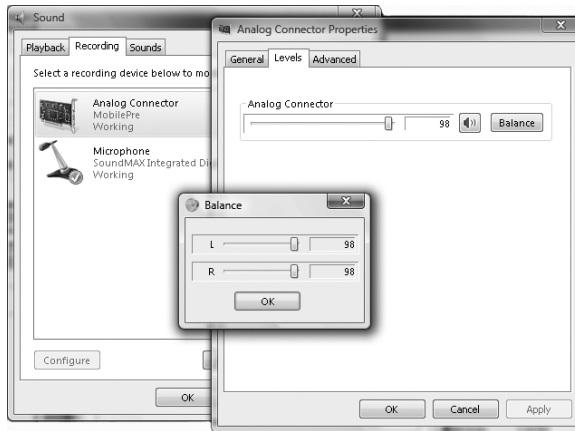 Sound
Playback Recording Sounds
Select a recording device below to mo
Analog Connector
MobilePre
Working
Microphone
SoundMAX Integrated Di
Working
Configure
OK
Analog Connector Properties
General Levels Advanced
Analog Connector
98 Balance
Balance
L 98
R 98
OK
OK Cancel Apply